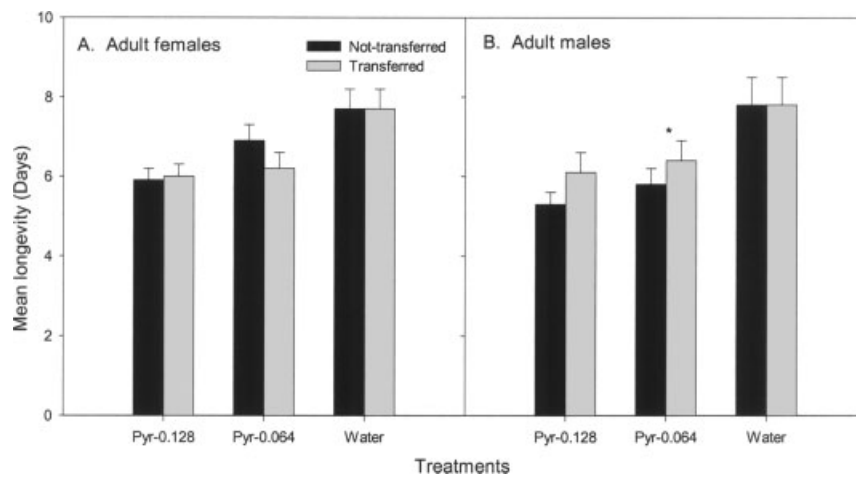 10
8
6
4
2
0
Mean longevity (Days)
A. Adult females
Not-transferred
Transferred
B. Adult males
*
Pyr-0.128
Pyr-0.064
Water
Pyr-0.128
Pyr-0.064
Water
Treatments